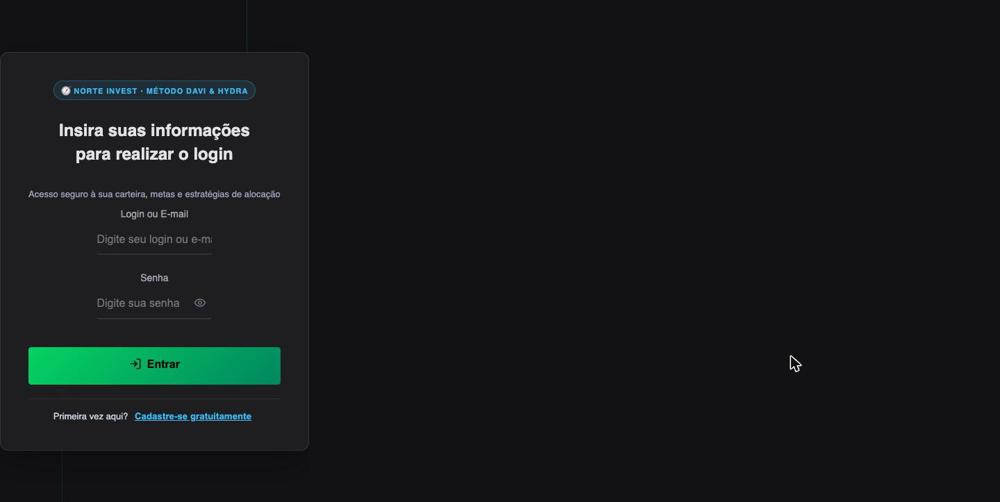 NORTE INVEST · MÉTODO DAVI & HYDRA
Insira suas informações
para realizar o login
Acesso seguro à sua carteira, metas e estratégias de alocação
Login ou E-mail
Digite seu login ou e-ma
Senha
Digite sua senha
Entrar
Primeira vez aqui? Cadastre-se gratuitamente